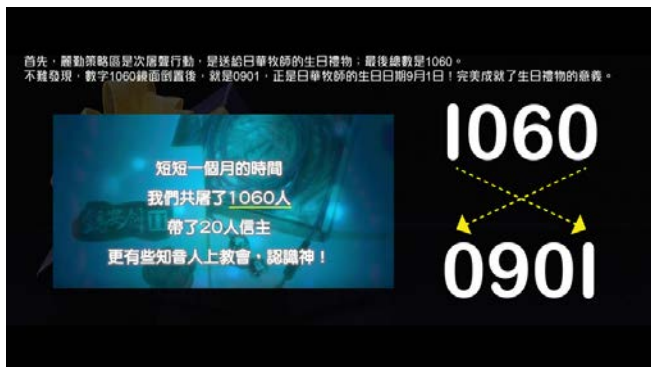 首先，麗勤策略區是次屠聾行動，是送給日華牧師的生日禮物；最後總數是1060。
不難發現，數字1060鏡面倒置後，就是0901，正是日華牧師的生日日期9月1日！完美成就了生日禮物的意義。
短短一個月的時間
我們共屠了1060人
帶了20人信主
更有些知音人上教會，認識神！
1060
0901